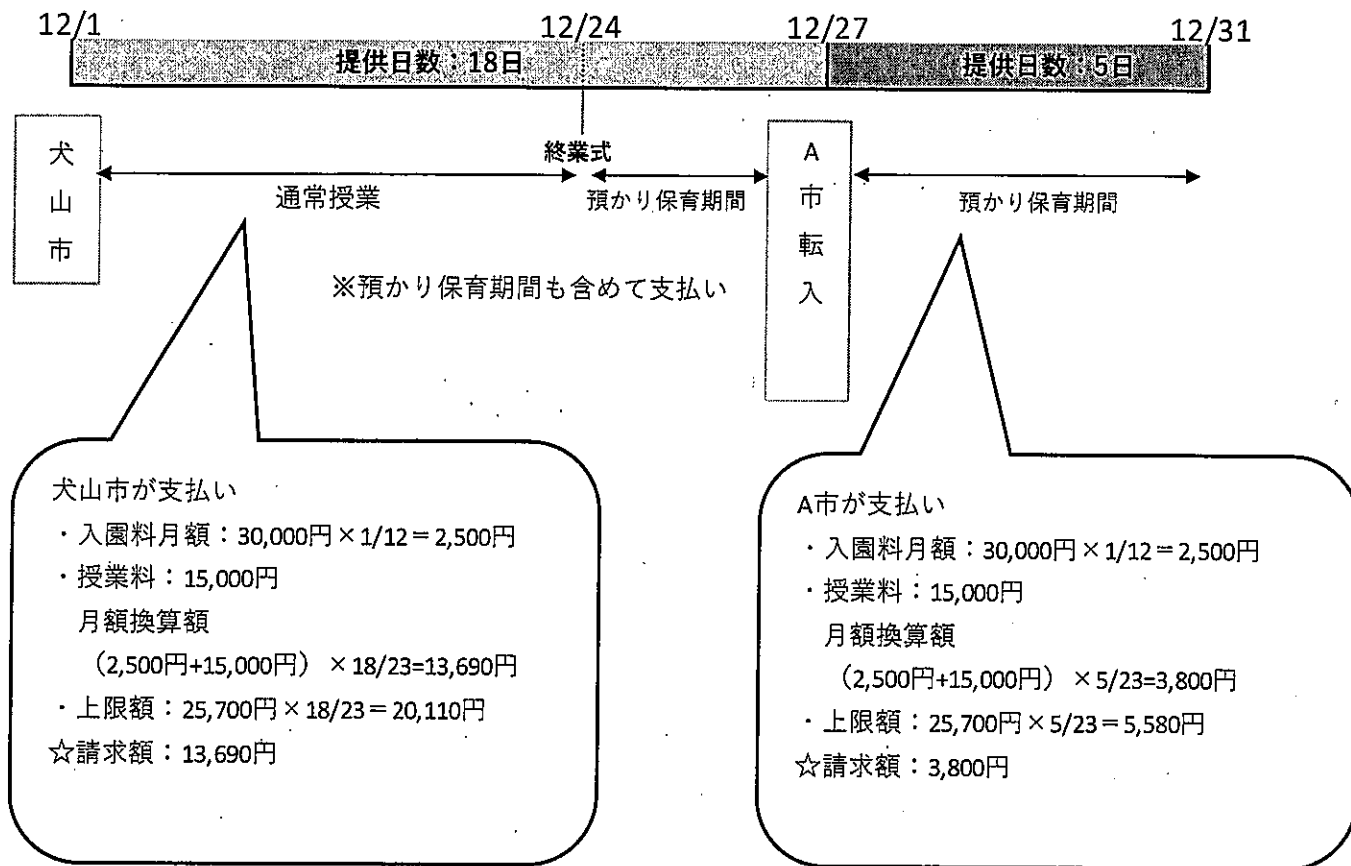 12/1
12/24
12/27
12/31
提供日数:18日
提供日数:5日
犬山市
通常授業
終業式
預かり保育期間
A市転入
預かり保育期間
※預かり保育期間も含めて支払い
犬山市が支払い
・入園料月額:30,000円×1/12=2,500円
・授業料:15,000円
月額換算額
(2,500円+15,000円)×18/23=13,690円
・上限額:25,700円×18/23=20,110円
☆請求額:13,690円
A市が支払い
・入園料月額:30,000円×1/12=2,500円
・授業料:15,000円
月額換算額
(2,500円+15,000円)×5/23=3,800円
・上限額:25,700円×5/23=5,580円
☆請求額:3,800円